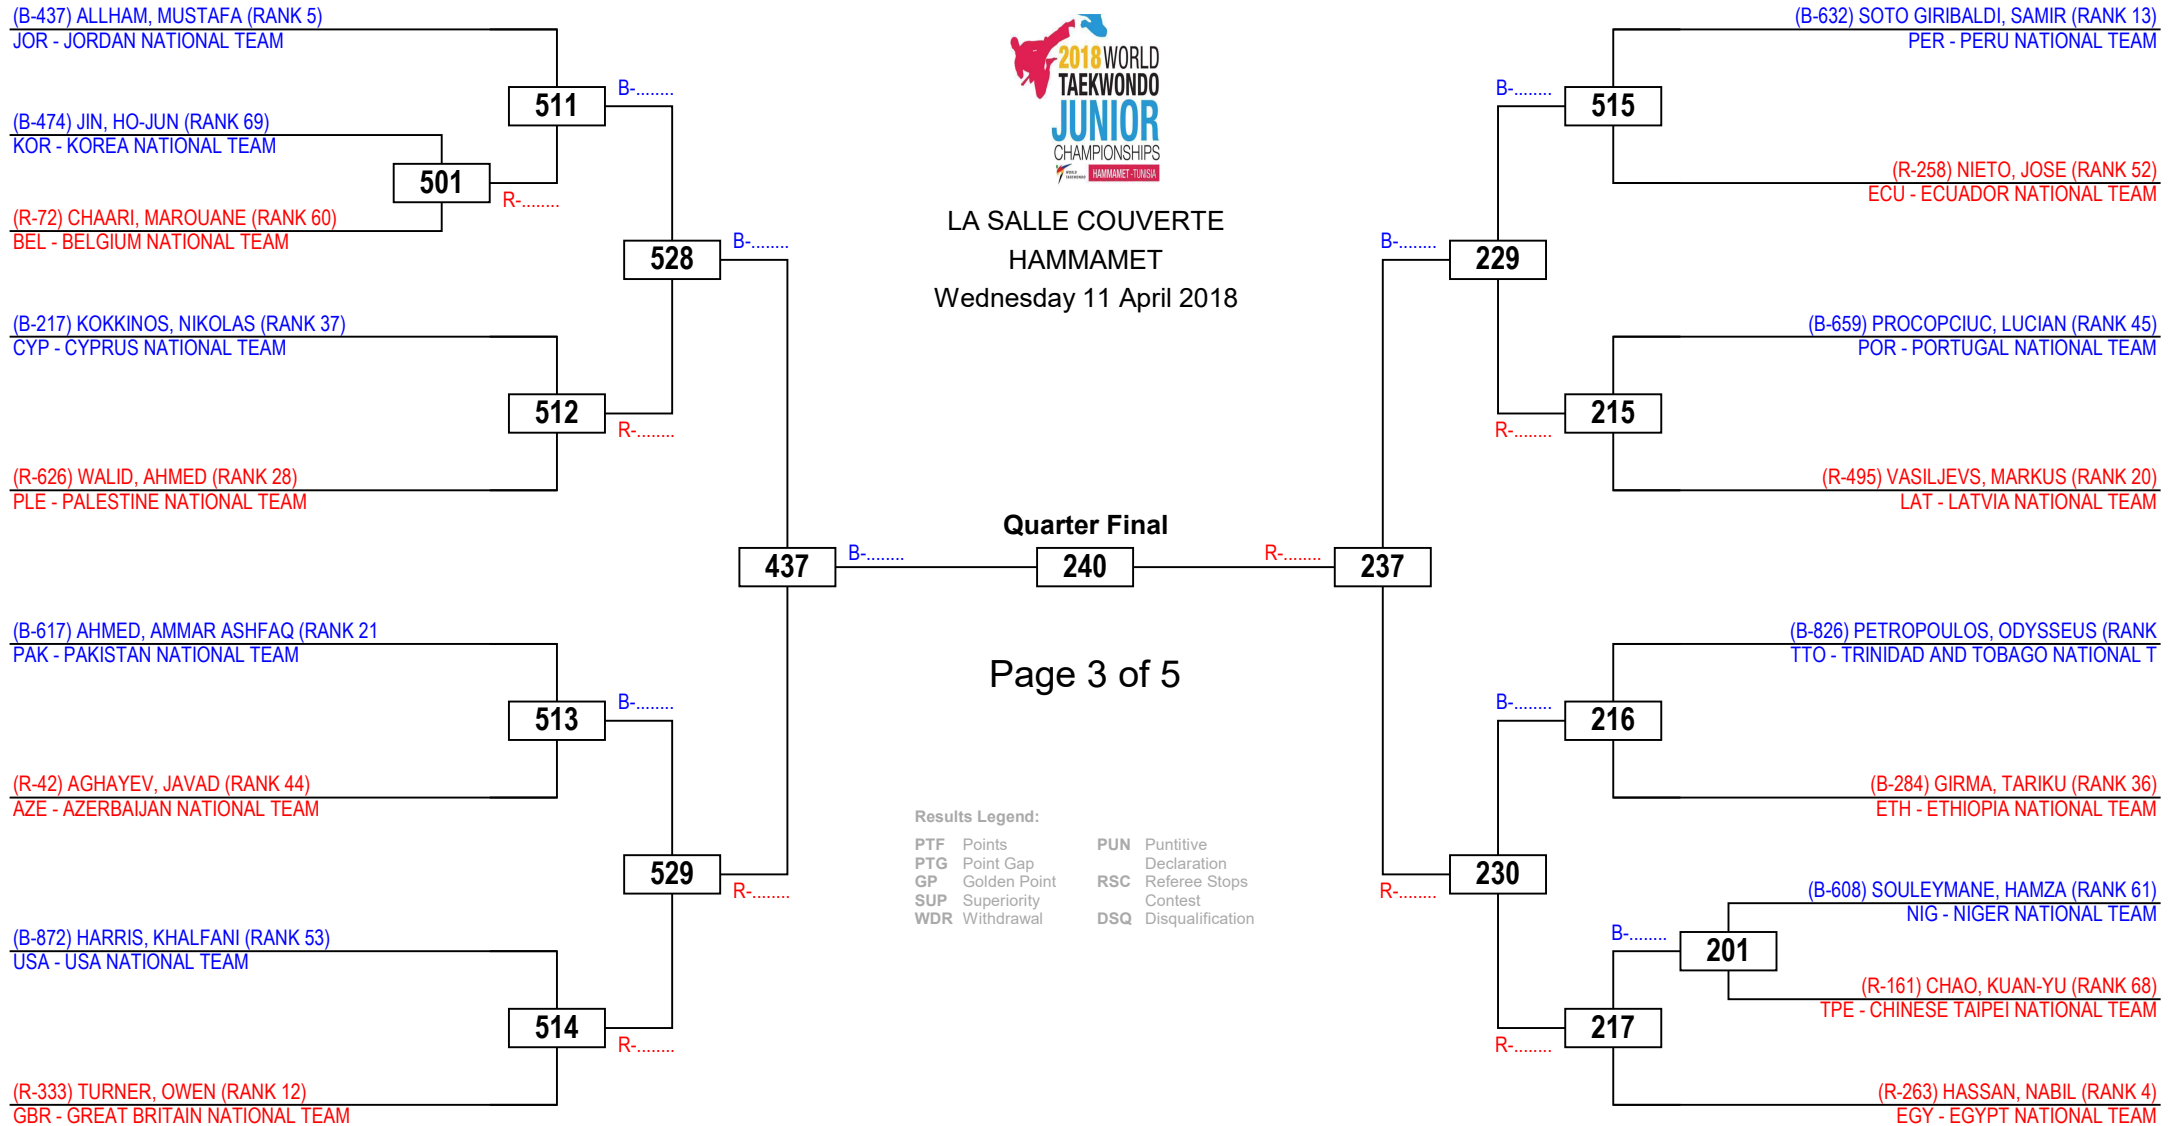 (B-437) ALLHAM, MUSTAFA (RANK 5)
JOR - JORDAN NATIONAL TEAM
511
B-........
(B-474) JIN, HO-JUN (RANK 69)
KOR - KOREA NATIONAL TEAM
501
R-........
(R-72) CHAARI, MAROUANE (RANK 60)
BEL - BELGIUM NATIONAL TEAM
528
B-........
(B-217) KOKKINOS, NIKOLAS (RANK 37)
CYP - CYPRUS NATIONAL TEAM
512
R-........
(R-626) WALID, AHMED (RANK 28)
PLE - PALESTINE NATIONAL TEAM
437
B-........
(B-617) AHMED, AMMAR ASHFAQ (RANK 21
PAK - PAKISTAN NATIONAL TEAM
513
B-........
(R-42) AGHAYEV, JAVAD (RANK 44)
AZE - AZERBAIJAN NATIONAL TEAM
529
R-........
(B-872) HARRIS, KHALFANI (RANK 53)
USA - USA NATIONAL TEAM
514
R-........
(R-333) TURNER, OWEN (RANK 12)
GBR - GREAT BRITAIN NATIONAL TEAM
2018 WORLD
TAEKWONDO
JUNIOR
CHAMPIONSHIPS
WORLD
TAEKWONDO
HAMMAMET - TUNISIA
LA SALLE COUVERTE
HAMMAMET
Wednesday 11 April 2018
Quarter Final
240
Page 3 of 5
Results Legend:
PTF Points
PTG Point Gap
GP Golden Point
SUP Superiority
WDR Withdrawal
PUN Puntitive
Declaration
RSC Referee Stops
Contest
DSQ Disqualification
(B-632) SOTO GIRIBALDI, SAMIR (RANK 13)
PER - PERU NATIONAL TEAM
B-........
515
(R-258) NIETO, JOSE (RANK 52)
ECU - ECUADOR NATIONAL TEAM
B-........
229
(B-659) PROCOPCIUC, LUCIAN (RANK 45)
POR - PORTUGAL NATIONAL TEAM
R-........
215
(R-495) VASILJEVS, MARKUS (RANK 20)
LAT - LATVIA NATIONAL TEAM
R-........
237
(B-826) PETROPOULOS, ODYSSEUS (RANK
TTO - TRINIDAD AND TOBAGO NATIONAL T
B-........
216
(B-284) GIRMA, TARIKU (RANK 36)
ETH - ETHIOPIA NATIONAL TEAM
R-........
230
(B-608) SOULEYMANE, HAMZA (RANK 61)
NIG - NIGER NATIONAL TEAM
B-........
201
(R-161) CHAO, KUAN-YU (RANK 68)
TPE - CHINESE TAIPEI NATIONAL TEAM
R-........
217
(R-263) HASSAN, NABIL (RANK 4)
EGY - EGYPT NATIONAL TEAM